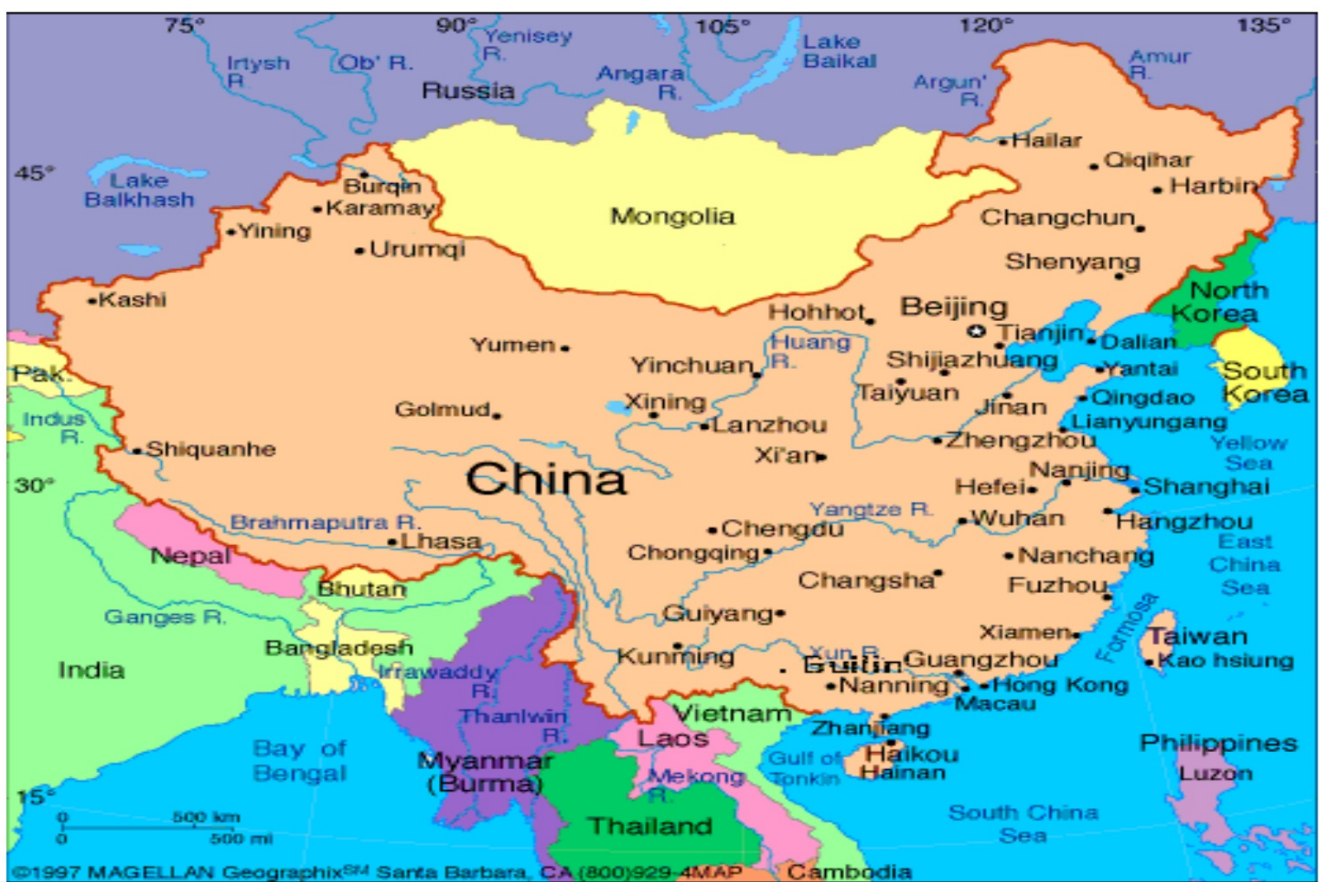 75°
90°
105°
120°
135°
Irtysh
R.
Ob' R.
Yenisey
R.
Russia
Angara
R.
Lake
Baikal
Argun'
R.
Amur
R.
45°
Lake
Balkhash
Hailar
Qiqihar
Harbin
Burqin
Karamay
Yining
Urumqi
Mongolia
Changchun
Shenyang
Kashi
Hohhot
Beijing
North
Korea
Tianjin
Dalian
Huang
R.
Yumen
Yinchuan
Shijiazhuang
Yantai
South
Korea
Pak.
Taiyuan
Jinan
Qingdao
Golmud
Xining
Lanzhou
Lianyungang
Indus
R.
Zhengzhou
Yellow
Sea
Shiquanhe
Xi'an
China
Nanjing
30°
Hefei
Shanghai
Brahmaputra R.
Yangtze R.
Wuhan
Hangzhou
Lhasa
Chengdu
Chongqing
East
China
Sea
Nepal
Nanchang
Bhutan
Changsha
Fuzhou
Ganges R.
Guiyang
Formosa
Xiamen
Taiwan
Bangladesh
Kunming
Xun R.
Guilin
Guangzhou
Kao hsiung
India
Irrawaddy
R.
Nanning
Hong Kong
Macau
Thanlwin
R.
Vietnam
Zhanjiang
Laos
Bay of
Bengal
Myanmar
(Burma)
Gulf of
Tonkin
Haikou
Hainan
Philippines
Luzon
Mekong
R.
15°
0 500 km
0 500 mi
Thailand
South China
Sea
©1997 MAGELLAN Geographix℠ Santa Barbara, CA (800)929-4MAP
Cambodia